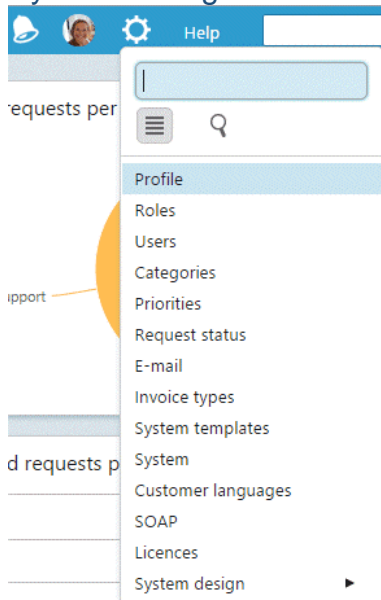 Help
requests per
Profile
Roles
Users
Categories
Priorities
Request status
upport
E-mail
Invoice types
System templates
System
d requests p
Customer languages
SOAP
Licences
System design